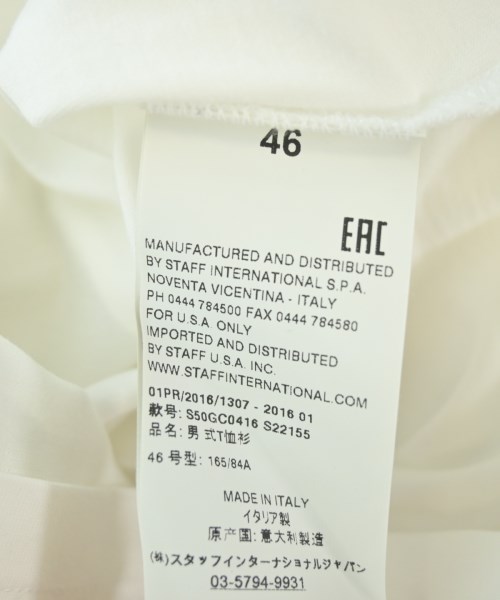 46
EAC
MANUFACTURED AND DISTRIBUTED
BY STAFF INTERNATIONAL S.P.A.
NOVENTA VICENTINA - ITALY
PH 0444 784500 FAX 0444 784580
FOR U.S.A. ONLY
IMPORTED AND DISTRIBUTED
BY STAFF U.S.A. INC.
WWW.STAFFINTERNATIONAL.COM
01PR/2016/1307 - 2016 01
款号: S50GC0416 S22155
品名: 男式T恤衫
46 号型: 165/84A
MADE IN ITALY
イタリア製
原产国: 意大利製造
(株)スタッフインターナショナルジャパン
03-5794-9931